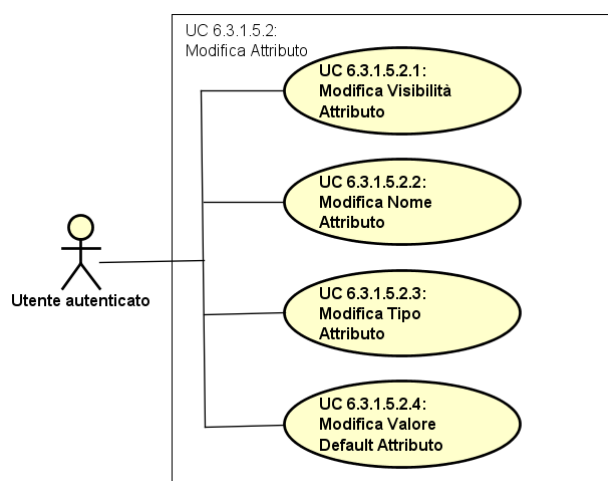 UC 6.3.1.5.2:
Modifica Attributo
UC 6.3.1.5.2.1:
Modifica Visibilità
Attributo
UC 6.3.1.5.2.2:
Modifica Nome
Attributo
Utente autenticato
UC 6.3.1.5.2.3:
Modifica Tipo
Attributo
UC 6.3.1.5.2.4:
Modifica Valore
Default Attributo